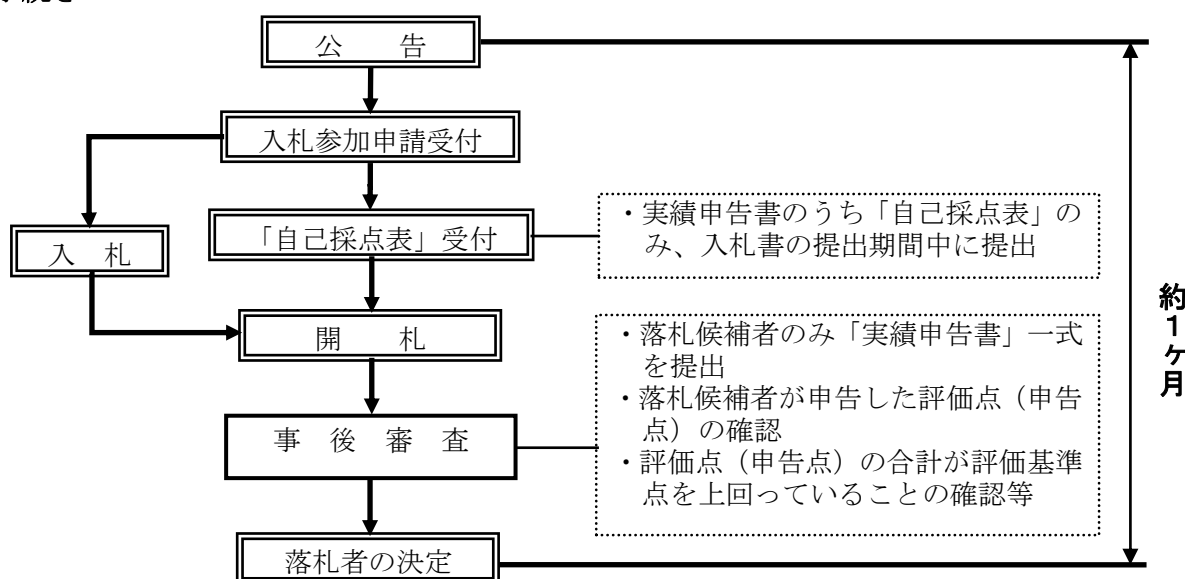 公　告
入札参加申請受付
「自己採点表」受付
・実績申告書のうち「自己採点表」の
み、入札書の提出期間中に提出
入　札
開　札
・落札候補者のみ「実績申告書」一式
を提出
・落札候補者が申告した評価点（申告
点）の確認
・評価点（申告点）の合計が評価基準
点を上回っていることの確認等
事 後 審 査
落札者の決定
約１ヶ月